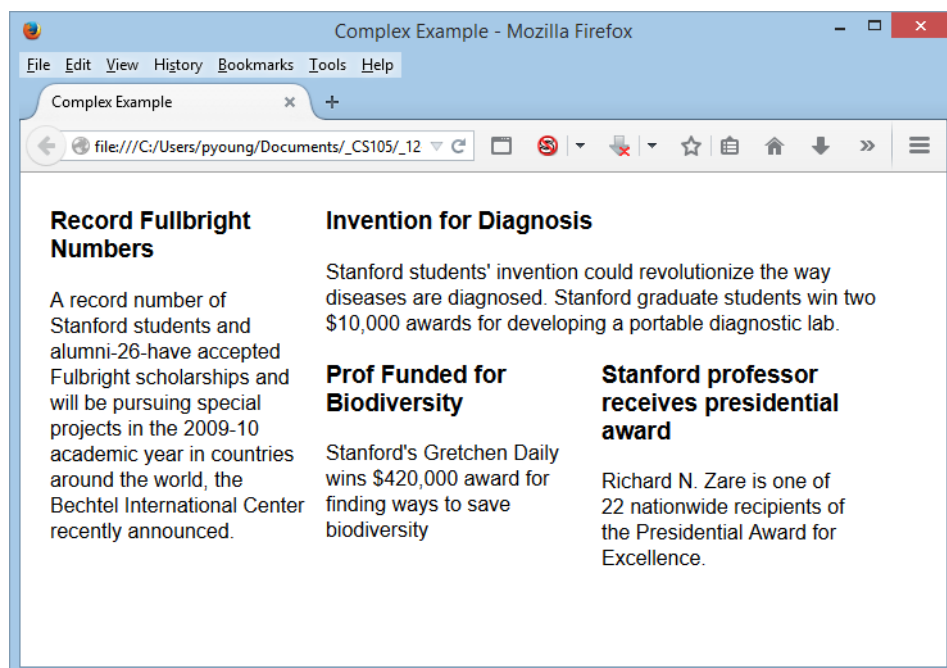 Complex Example - Mozilla Firefox
File Edit View History Bookmarks Tools Help
Complex Example
file:///C:/Users/pyoung/Documents/_CS105/_12
Record Fullbright
Numbers
A record number of
Stanford students and
alumni-26-have accepted
Fulbright scholarships and
will be pursuing special
projects in the 2009-10
academic year in countries
around the world, the
Bechtel International Center
recently announced.
Invention for Diagnosis
Stanford students' invention could revolutionize the way
diseases are diagnosed. Stanford graduate students win two
$10,000 awards for developing a portable diagnostic lab.
Prof Funded for
Biodiversity
Stanford's Gretchen Daily
wins $420,000 award for
finding ways to save
biodiversity
Stanford professor
receives presidential
award
Richard N. Zare is one of
22 nationwide recipients of
the Presidential Award for
Excellence.